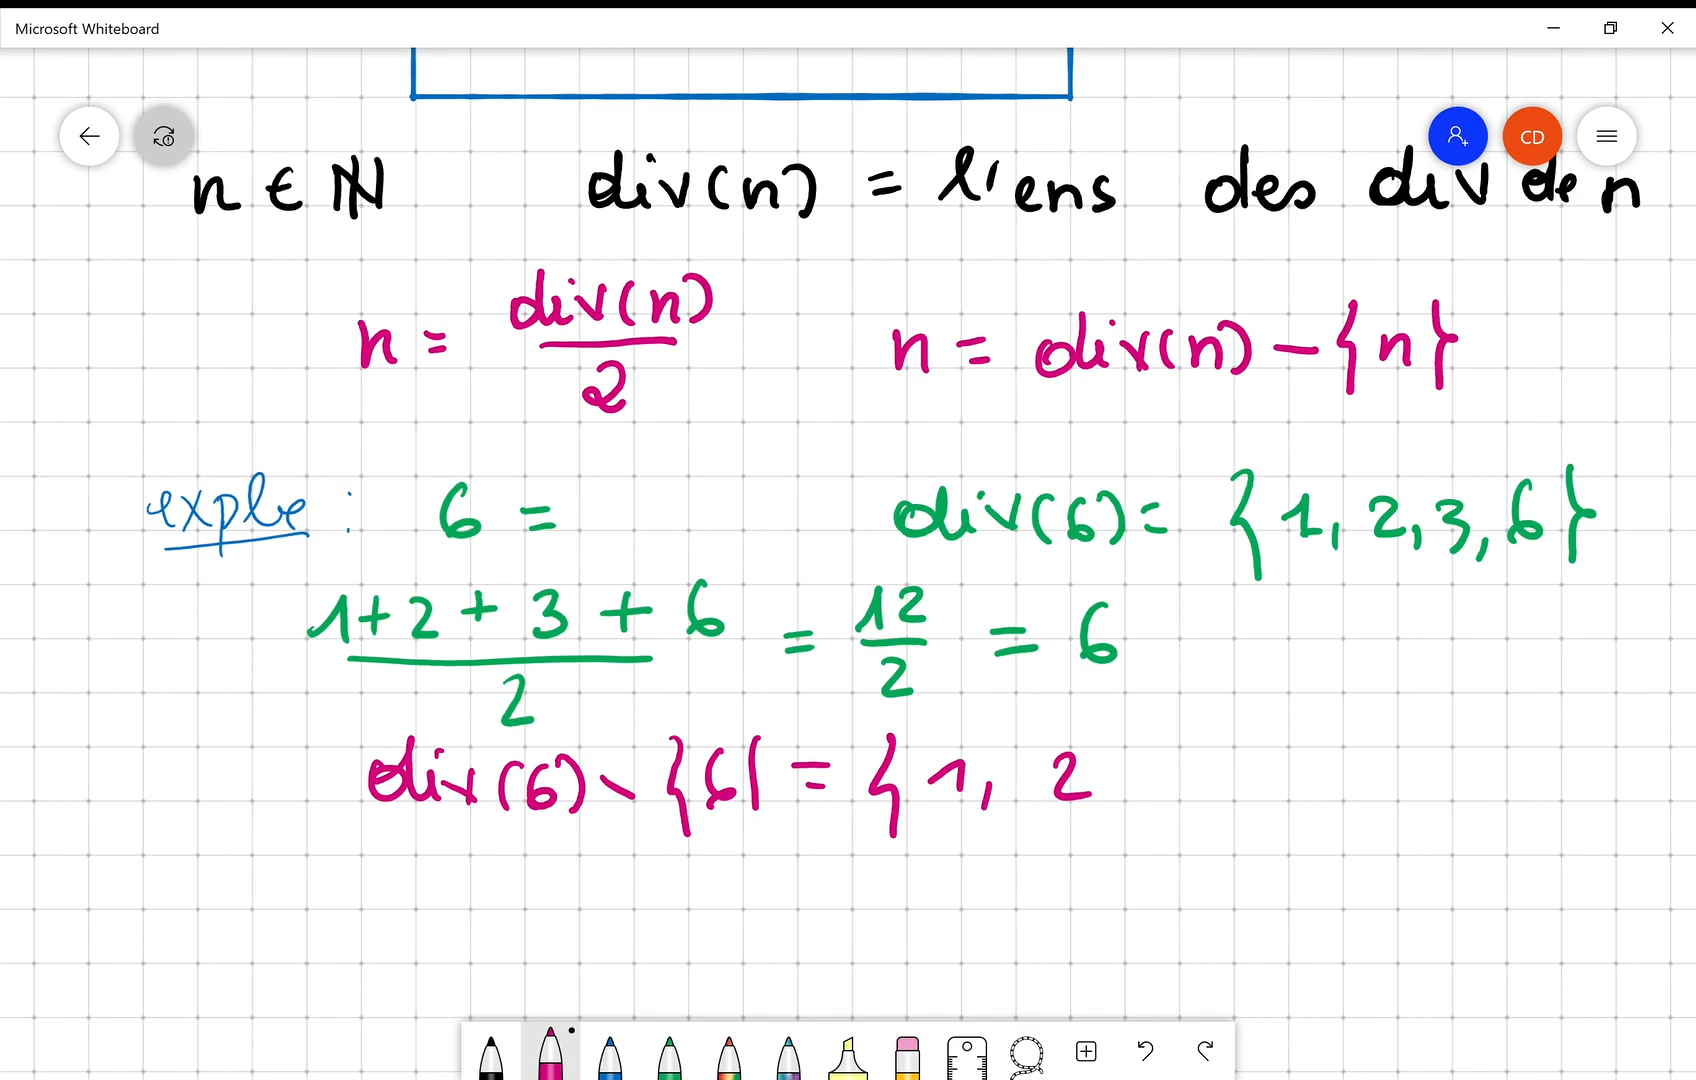 Microsoft Whiteboard
CD
n ∈ ℕ div(n) = l'ens des div de n
n = div(n)/2 n = div(n) - {n}
exple : 6 = div(6) = {1, 2, 3, 6}
(1 + 2 + 3 + 6)/2 = 12/2 = 6
div(6) \ {6} = {1, 2